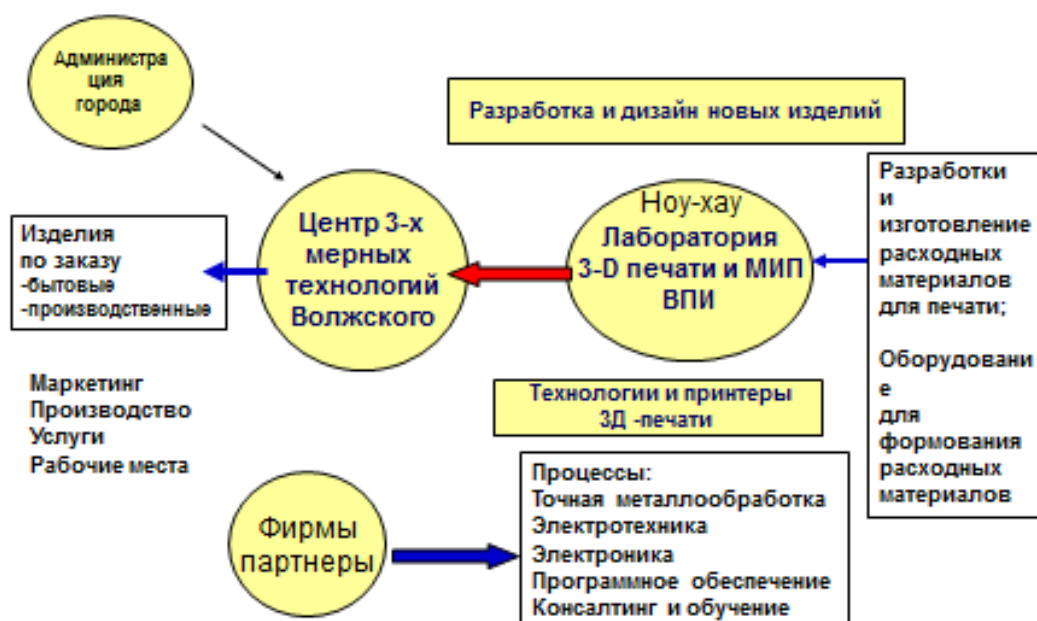 Администра
ция
города
Разработка и дизайн новых изделий
Центр 3-х
мерных
технологий
Волжского
Ноу-хау
Лаборатория
3-D печати и МИП
ВПИ
Разработки
и
изготовление
расходных
материалов
для печати;
Оборудовани
е
для
формования
расходных
материалов
Изделия
по заказу
-бытовые
-производственные
Маркетинг
Производство
Услуги
Рабочие места
Технологии и принтеры
3Д -печати
Фирмы
партнеры
Процессы:
Точная металлообработка
Электротехника
Электроника
Программное обеспечение
Консалтинг и обучение